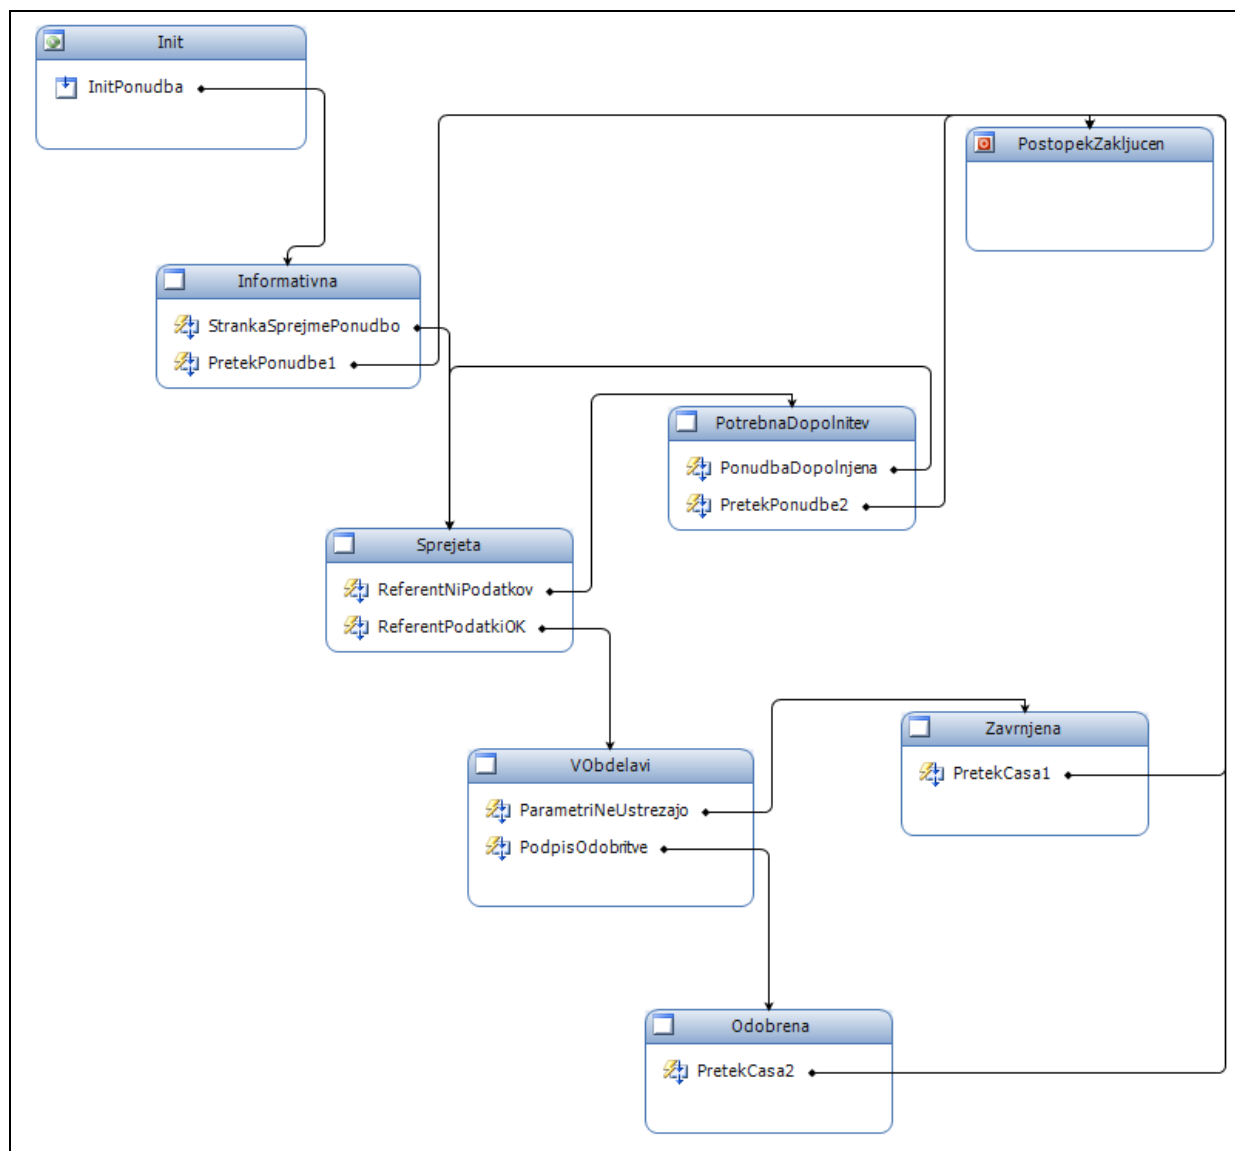 Init
InitPonudba
PostopekZakljucen
Informativna
StrankaSprejmePonudbo
PretekPonudbe1
PotrebnaDopolnitev
PonudbaDopolnjena
PretekPonudbe2
Sprejeta
ReferentNiPodatkov
ReferentPodatkiOK
Zavrnjena
PretekCasa1
VObdelavi
ParametriNeUstrezajo
PodpisOdobritve
Odobrena
PretekCasa2